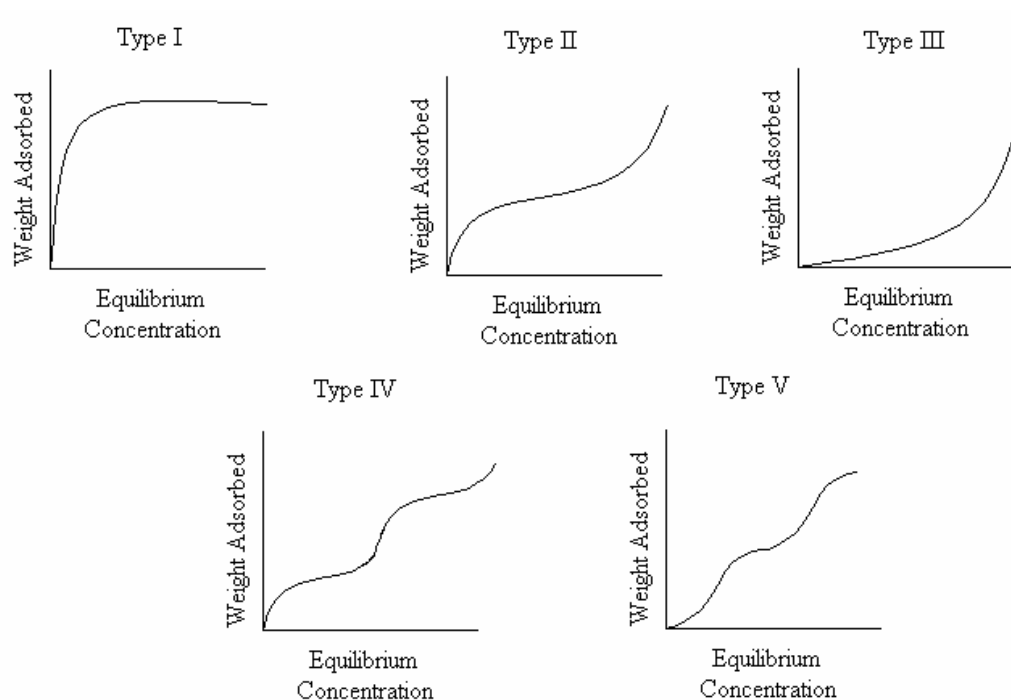 Type I
Weight Adsorbed
Equilibrium
Concentration
Type II
Weight Adsorbed
Equilibrium
Concentration
Type III
Weight Adsorbed
Equilibrium
Concentration
Type IV
Weight Adsorbed
Equilibrium
Concentration
Type V
Weight Adsorbed
Equilibrium
Concentration